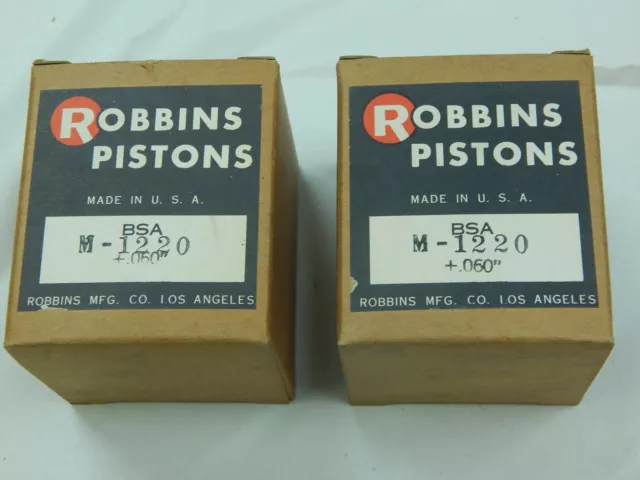 ROBBINS
PISTONS
MADE IN U. S. A.
BSA
M-1220
+.060"
ROBBINS MFG. CO. LOS ANGELES
ROBBINS
PISTONS
MADE IN U. S. A.
BSA
M-1220
+.060"
ROBBINS MFG. CO. LOS ANGELES